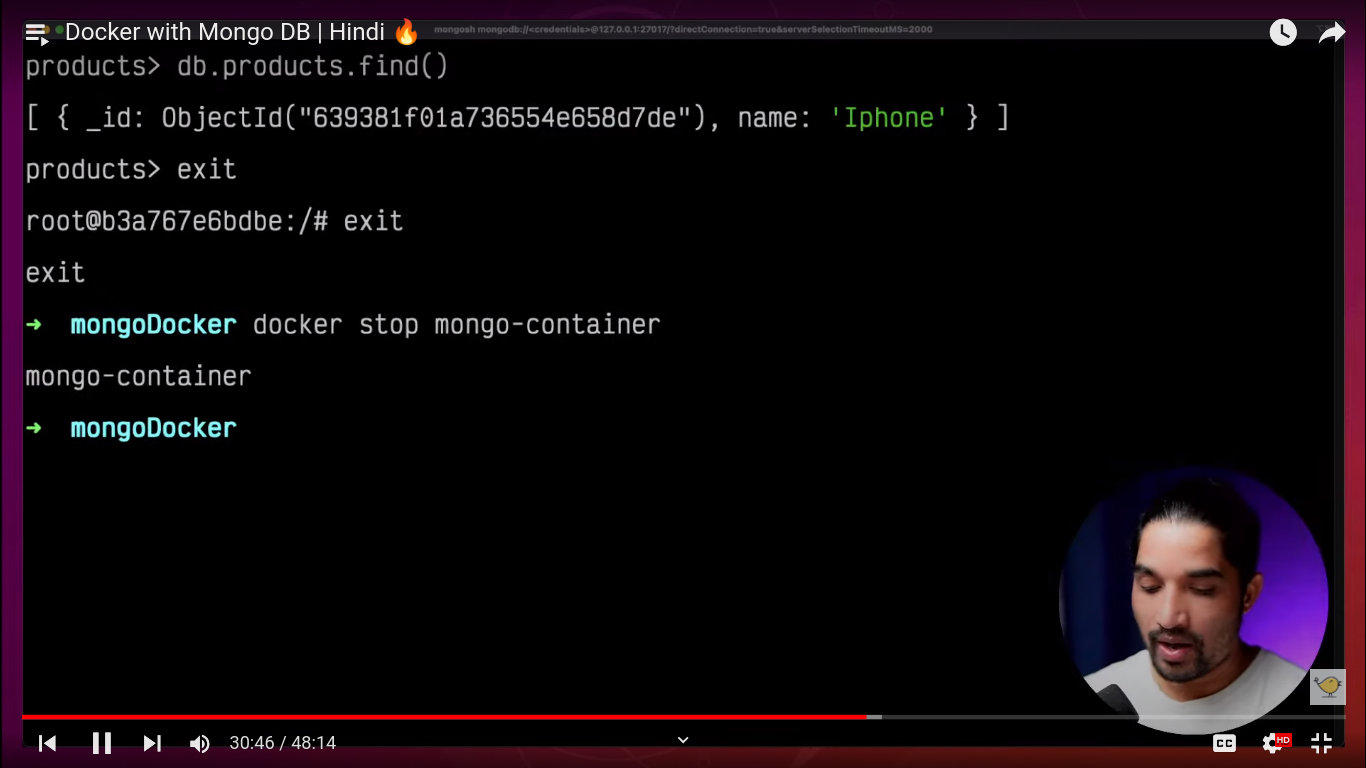 Docker with Mongo DB | Hindi 🔥
mongosh mongodb://<credentials>@127.0.0.1:27017/?directConnection=true&serverSelectionTimeoutMS=2000
products> db.products.find()
[ { _id: ObjectId("639381f01a736554e658d7de"), name: 'Iphone' } ]
products> exit
root@b3a767e6bdbe:/# exit
exit
➜ mongoDocker docker stop mongo-container
mongo-container
➜ mongoDocker
30:46 / 48:14
CC
HD